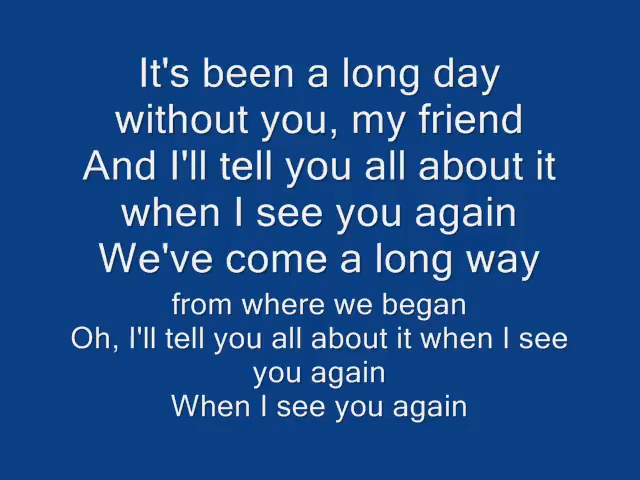 It's been a long day
without you, my friend
And I'll tell you all about it
when I see you again
We've come a long way
from where we began
Oh, I'll tell you all about it when I see
you again
When I see you again